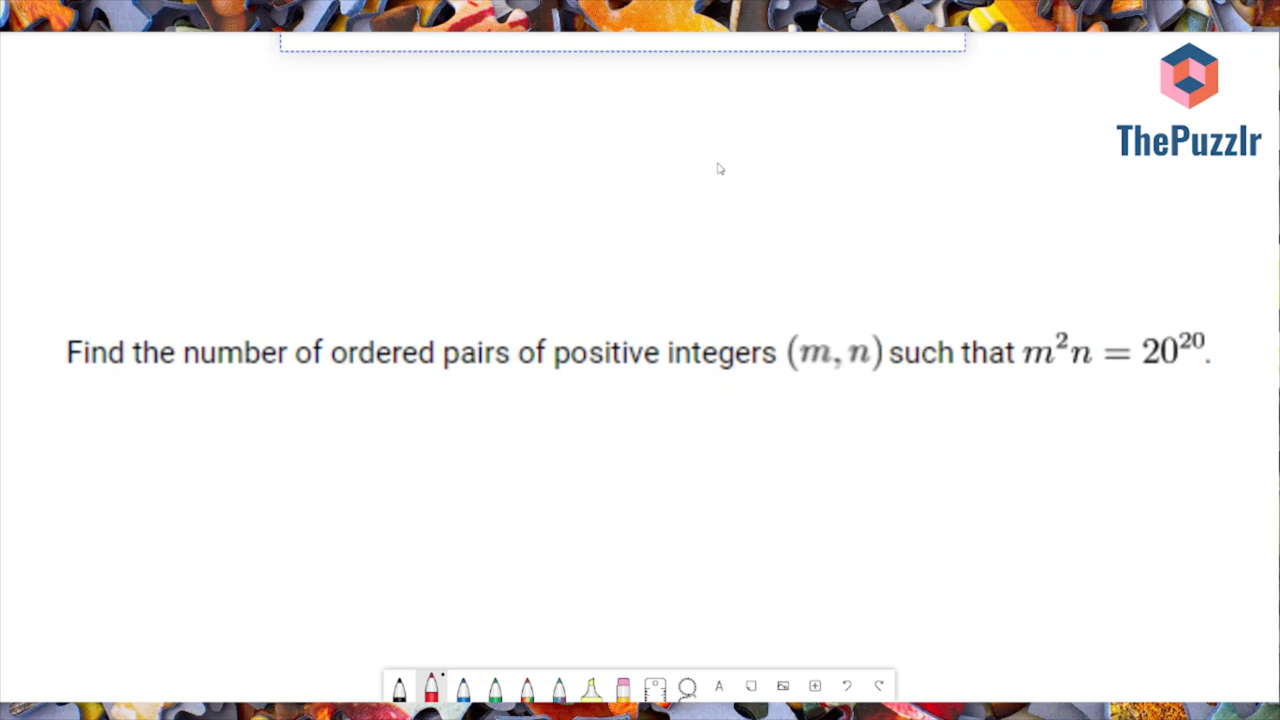 ThePuzzlr
Find the number of ordered pairs of positive integers (m, n) such that m²n = 20²⁰.
A